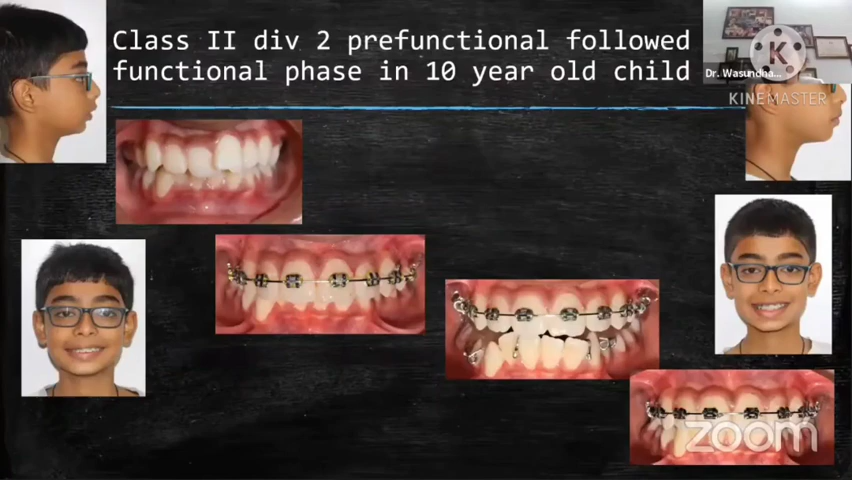 Class II div 2 prefunctional followed
functional phase in 10 year old child
Dr. Wasundha...
K
KINEMASTER
zoom